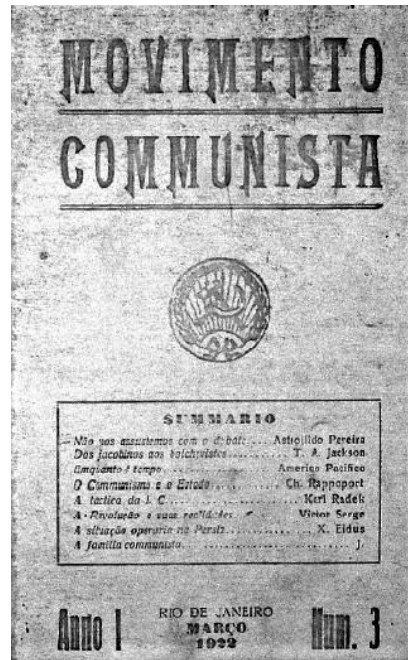 MOVIMENTO
COMMUNISTA
SUMMARIO
Não nos assustemos com o debate.... Astrojildo Pereira
Dos jacobinos aos bolchevistas........... T. A. Jackson
Emquanto é tempo................. Americo Pacifico
O Communismo e o Estado............ Ch. Rappoport
A tactica da I. C.................. Karl Radek
A Revolução e suas realidades....... Victor Serge
A situação operaria na Persia.............. X. Eidus
A familia communista.......................... J.
Anno I
RIO DE JANEIRO
MARÇO
1922
Num. 3